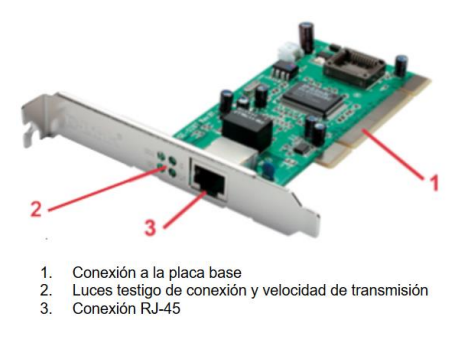 1
2
3
1. Conexión a la placa base
2. Luces testigo de conexión y velocidad de transmisión
3. Conexión RJ-45